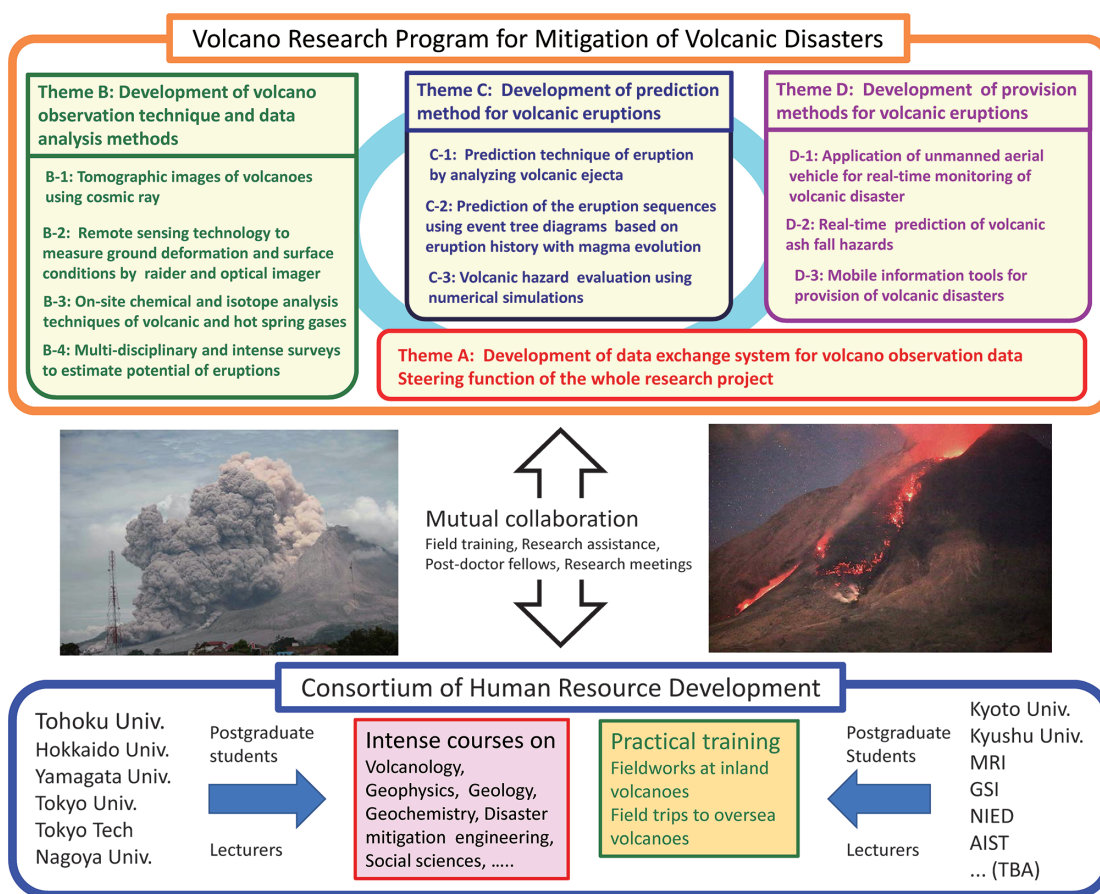 Volcano Research Program for Mitigation of Volcanic Disasters
Theme B: Development of volcano
observation technique and data
analysis methods
B-1: Tomographic images of volcanoes
using cosmic ray
B-2: Remote sensing technology to
measure ground deformation and surface
conditions by raider and optical imager
B-3: On-site chemical and isotope analysis
techniques of volcanic and hot spring gases
B-4: Multi-disciplinary and intense surveys
to estimate potential of eruptions
Theme C: Development of prediction
method for volcanic eruptions
C-1: Prediction technique of eruption
by analyzing volcanic ejecta
C-2: Prediction of the eruption sequences
using event tree diagrams based on
eruption history with magma evolution
C-3: Volcanic hazard evaluation using
numerical simulations
Theme D: Development of provision
methods for volcanic eruptions
D-1: Application of unmanned aerial
vehicle for real-time monitoring of
volcanic disaster
D-2: Real-time prediction of volcanic
ash fall hazards
D-3: Mobile information tools for
provision of volcanic disasters
Theme A: Development of data exchange system for volcano observation data
Steering function of the whole research project
Mutual collaboration
Field training, Research assistance,
Post-doctor fellows, Research meetings
Consortium of Human Resource Development
Tohoku Univ.
Hokkaido Univ.
Yamagata Univ.
Tokyo Univ.
Tokyo Tech
Nagoya Univ.
Postgraduate
students
Lecturers
Intense courses on
Volcanology,
Geophysics, Geology,
Geochemistry, Disaster
mitigation engineering,
Social sciences, .....
Practical training
Fieldworks at inland
volcanoes
Field trips to oversea
volcanoes
Postgraduate
Students
Lecturers
Kyoto Univ.
Kyushu Univ.
MRI
GSI
NIED
AIST
... (TBA)